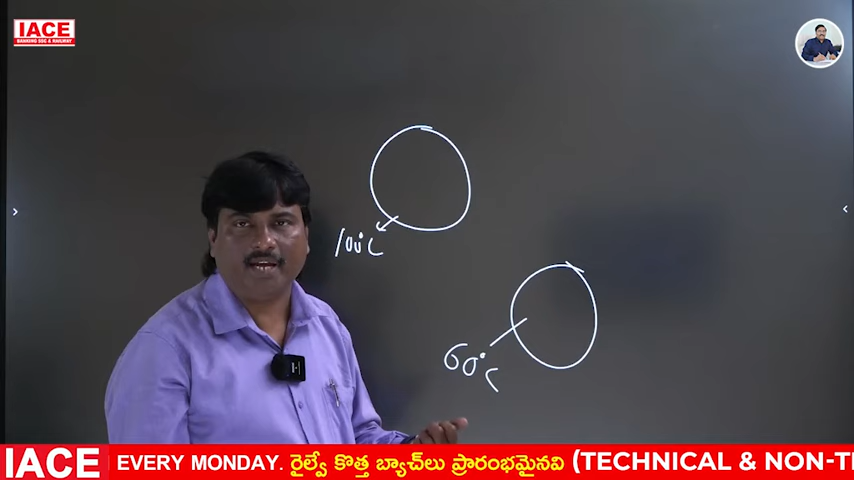 IACE
BANKING SSC & RAILWAY
100°C
60°C
IACE EVERY MONDAY. రైల్వే కొత్త బ్యాచ్‌లు ప్రారంభమైనవి (TECHNICAL & NON-TE